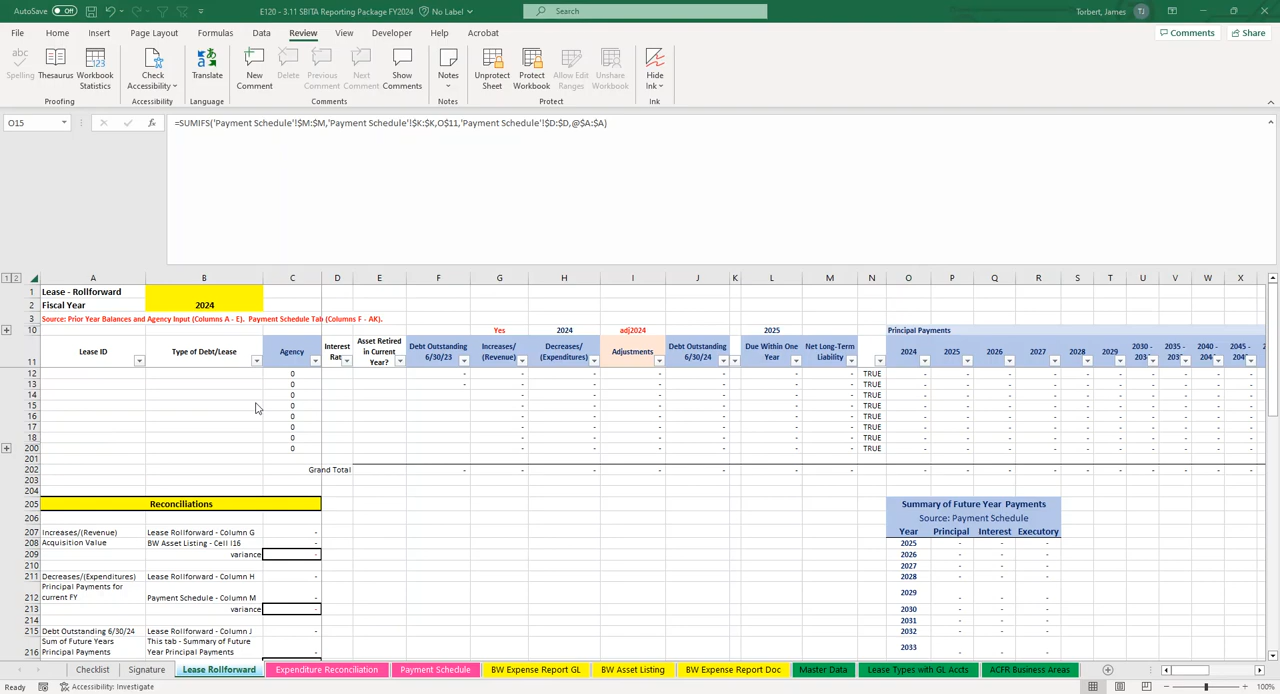 AutoSave Off E120 - 3.11 SBITA Reporting Package FY2024 No Label Search Torbert, James TJ
File Home Insert Page Layout Formulas Data Review View Developer Help Acrobat Comments Share
abc Spelling Thesaurus Workbook Statistics Check Accessibility Translate New Comment Delete Previous Comment Next Comment Show Comments Notes Unprotect Sheet Protect Workbook Allow Edit Ranges Unshare Workbook Hide Ink
Proofing Accessibility Language Comments Notes Protect Ink
O15 fx =SUMIFS('Payment Schedule'!$M:$M,'Payment Schedule'!$K:$K,O$11,'Payment Schedule'!$D:$D,@$A:$A)
1 2 A B C D E F G H I J K L M N O P Q R S T U V W X
1 Lease - Rollforward
2 Fiscal Year 2024
3 Source: Prior Year Balances and Agency Input (Columns A - E). Payment Schedule Tab (Columns F - AK).
10 Yes 2024 adj2024 2025 Principal Payments
11 Lease ID Type of Debt/Lease Agency Interest Rat Asset Retired in Current Year? Debt Outstanding 6/30/23 Increases/ (Revenue) Decreases/ (Expenditures) Adjustments Debt Outstanding 6/30/24 Due Within One Year Net Long-Term Liability 2024 2025 2026 2027 2028 2029 2030 - 2035 - 2040 - 2045 -
12 0 - - - - - - - TRUE - - - - - - - - - -
13 0 - - - - - - - TRUE - - - - - - - - - -
14 0 - - - - - - TRUE - - - - - - - - - -
15 0 - - - - - - TRUE - - - - - - - - - -
16 0 - - - - - - TRUE - - - - - - - - - -
17 0 - - - - - - TRUE - - - - - - - - - -
18 0 - - - - - - TRUE - - - - - - - - - -
200 0 - - - - - - TRUE - - - - - - - - - -
201
202 Grand Total - - - - - - - - - - - - - - - - -
203
204
205 Reconciliations Summary of Future Year Payments
206 Source: Payment Schedule
207 Increases/(Revenue) Lease Rollforward - Column G - Year Principal Interest Executory
208 Acquisition Value BW Asset Listing - Cell I16 - 2025 - - -
209 variance - 2026 - - -
210 2027 - - -
211 Decreases/(Expenditures) Lease Rollforward - Column H - 2028 - - -
212 Principal Payments for current FY Payment Schedule - Column M - 2029 - - -
213 variance - 2030 - - -
214 2031 - - -
215 Debt Outstanding 6/30/24 Lease Rollforward - Column J - 2032 - - -
216 Sum of Future Years Principal Payments This tab - Summary of Future Year Principal Payments - 2033 - - -
Checklist Signature Lease Rollforward Expenditure Reconciliation Payment Schedule BW Expense Report GL BW Asset Listing BW Expense Report Doc Master Data Lease Types with GL Accts ACFR Business Areas
Ready Accessibility: Investigate 100%